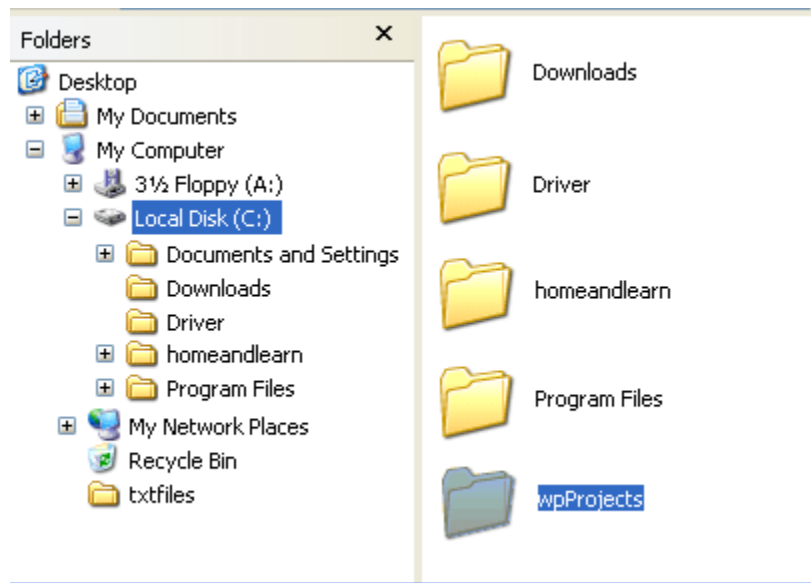 Folders
Desktop
My Documents
My Computer
3½ Floppy (A:)
Local Disk (C:)
Documents and Settings
Downloads
Driver
homeandlearn
Program Files
My Network Places
Recycle Bin
txtfiles
Downloads
Driver
homeandlearn
Program Files
wpProjects